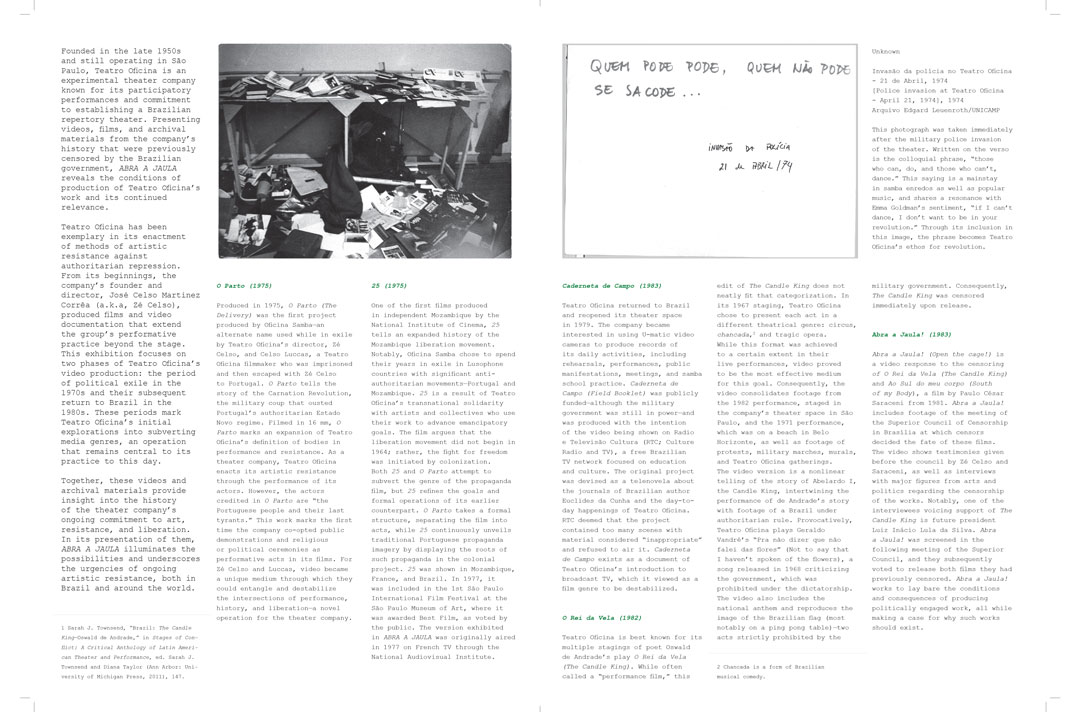 Founded in the late 1950s
and still operating in São
Paulo, Teatro Oficina is an
experimental theater company
known for its participatory
performances and commitment
to establishing a Brazilian
repertory theater. Presenting
videos, films, and archival
materials from the company's
history that were previously
censored by the Brazilian
government, ABRA A JAULA
reveals the conditions of
production of Teatro Oficina's
work and its continued
relevance.
Teatro Oficina has been
exemplary in its enactment
of methods of artistic
resistance against
authoritarian repression.
From its beginnings, the
company's founder and
director, José Celso Martinez
Corrêa (a.k.a, Zé Celso),
produced films and video
documentation that extend
the group's performative
practice beyond the stage.
This exhibition focuses on
two phases of Teatro Oficina's
video production: the period
of political exile in the
1970s and their subsequent
return to Brazil in the
1980s. These periods mark
Teatro Oficina's initial
explorations into subverting
media genres, an operation
that remains central to its
practice to this day.
Together, these videos and
archival materials provide
insight into the history
of the theater company's
ongoing commitment to art,
resistance, and liberation.
In its presentation of them,
ABRA A JAULA illuminates the
possibilities and underscores
the urgencies of ongoing
artistic resistance, both in
Brazil and around the world.
1 Sarah J. Townsend, "Brazil: The Candle
King-Oswald de Andrade," in Stages of Con-
flict: A Critical Anthology of Latin Ameri-
can Theater and Performance, ed. Sarah J.
Townsend and Diana Taylor (Ann Arbor: Uni-
versity of Michigan Press, 2011), 147.
O Parto (1975)
Produced in 1975, O Parto (The
Delivery) was the first project
produced by Oficina Samba—an
alternate name used while in exile
by Teatro Oficina's director, Zé
Celso, and Celso Luccas, a Teatro
Oficina filmmaker who was imprisoned
and then escaped with Zé Celso
to Portugal. O Parto tells the
story of the Carnation Revolution,
the military coup that ousted
Portugal's authoritarian Estado
Novo regime. Filmed in 16 mm, O
Parto marks an expansion of Teatro
Oficina's definition of bodies in
performance and resistance. As a
theater company, Teatro Oficina
enacts its artistic resistance
through the performance of its
actors. However, the actors
credited in O Parto are "the
Portuguese people and their last
tyrants." This work marks the first
time the company co-opted public
demonstrations and religious
or political ceremonies as
performative acts in its films. For
Zé Celso and Luccas, video became
a unique medium through which they
could entangle and destabilize
the intersections of performance,
history, and liberation—a novel
operation for the theater company.
25 (1975)
One of the first films produced
in independent Mozambique by the
National Institute of Cinema, 25
tells an expanded history of the
Mozambique liberation movement.
Notably, Oficina Samba chose to spend
their years in exile in Lusophone
countries with significant anti-
authoritarian movements—Portugal and
Mozambique. 25 is a result of Teatro
Oficina's transnational solidarity
with artists and collectives who use
their work to advance emancipatory
goals. The film argues that the
liberation movement did not begin in
1964; rather, the fight for freedom
was initiated by colonization.
Both 25 and O Parto attempt to
subvert the genre of the propaganda
film, but 25 refines the goals and
formal operations of its earlier
counterpart. O Parto takes a formal
structure, separating the film into
acts, while 25 continually unveils
traditional Portuguese propaganda
imagery by displaying the roots of
such propaganda in the colonial
project. 25 was shown in Mozambique,
France, and Brazil. In 1977, it
was included in the 1st São Paulo
International Film Festival at the
São Paulo Museum of Art, where it
was awarded Best Film, as voted by
the public. The version exhibited
in ABRA A JAULA was originally aired
in 1977 on French TV through the
National Audiovisual Institute.
QUEM PODE PODE, QUEM NÃO PODE
SE SACODE ...
INVASÃO DA POLÍCIA
21 de ABRIL/74
Caderneta de Campo (1983)
Teatro Oficina returned to Brazil
and reopened its theater space
in 1979. The company became
interested in using U-matic video
cameras to produce records of
its daily activities, including
rehearsals, performances, public
manifestations, meetings, and samba
school practice. Caderneta de
Campo (Field Booklet) was publicly
funded—although the military
government was still in power—and
was produced with the intention
of the video being shown on Radio
e Televisão Cultura (RTC; Culture
Radio and TV), a free Brazilian
TV network focused on education
and culture. The original project
was devised as a telenovela about
the journals of Brazilian author
Euclides da Cunha and the day-to-
day happenings of Teatro Oficina.
RTC deemed that the project
contained too many scenes with
material considered "inappropriate"
and refused to air it. Caderneta
de Campo exists as a document of
Teatro Oficina's introduction to
broadcast TV, which it viewed as a
film genre to be destabilized.
O Rei da Vela (1982)
Teatro Oficina is best known for its
multiple stagings of poet Oswald
de Andrade's play O Rei da Vela
(The Candle King). While often
called a "performance film," this
edit of The Candle King does not
neatly fit that categorization. In
its 1967 staging, Teatro Oficina
chose to present each act in a
different theatrical genre: circus,
chancada,² and tragic opera.
While this format was achieved
to a certain extent in their
live performances, video proved
to be the most effective medium
for this goal. Consequently, the
video consolidates footage from
the 1982 performance, staged in
the company's theater space in São
Paulo, and the 1971 performance,
which was on a beach in Belo
Horizonte, as well as footage of
protests, military marches, murals,
and Teatro Oficina gatherings.
The video version is a nonlinear
telling of the story of Abelardo I,
the Candle King, intertwining the
performance of de Andrade's story
with footage of a Brazil under
authoritarian rule. Provocatively,
Teatro Oficina plays Geraldo
Vandré's "Pra não dizer que não
falei das flores" (Not to say that
I haven't spoken of the flowers), a
song released in 1968 criticizing
the government, which was
prohibited under the dictatorship.
The video also includes the
national anthem and reproduces the
image of the Brazilian flag (most
notably on a ping pong table)—two
acts strictly prohibited by the
2 Chancada is a form of Brazilian
musical comedy.
Unknown
Invasão da polícia no Teatro Oficina
- 21 de Abril, 1974
[Police invasion at Teatro Oficina
- April 21, 1974], 1974
Arquivo Edgard Leuenroth/UNICAMP
This photograph was taken immediately
after the military police invasion
of the theater. Written on the verso
is the colloquial phrase, "those
who can, do, and those who can't,
dance." This saying is a mainstay
in samba enredos as well as popular
music, and shares a resonance with
Emma Goldman's sentiment, "if I can't
dance, I don't want to be in your
revolution." Through its inclusion in
this image, the phrase becomes Teatro
Oficina's ethos for revolution.
military government. Consequently,
The Candle King was censored
immediately upon release.
Abra a Jaula! (1983)
Abra a Jaula! (Open the cage!) is
a video response to the censoring
of O Rei da Vela (The Candle King)
and Ao Sul do meu corpo (South
of my Body), a film by Paulo César
Saraceni from 1981. Abra a Jaula!
includes footage of the meeting of
the Superior Council of Censorship
in Brasília at which censors
decided the fate of these films.
The video shows testimonies given
before the council by Zé Celso and
Saraceni, as well as interviews
with major figures from arts and
politics regarding the censorship
of the works. Notably, one of the
interviewees voicing support of The
Candle King is future president
Luiz Inácio Lula da Silva. Abra
a Jaula! was screened in the
following meeting of the Superior
Council, and they subsequently
voted to release both films they had
previously censored. Abra a Jaula!
works to lay bare the conditions
and consequences of producing
politically engaged work, all while
making a case for why such works
should exist.